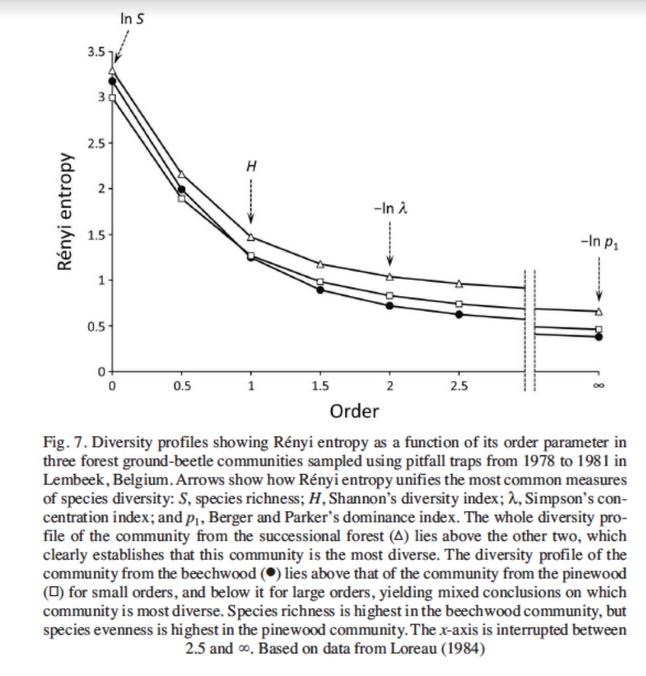 ln S
3.5
3
H
2.5
Rényi entropy
2
–ln λ
1.5
–ln p₁
1
0.5
0
0 0.5 1 1.5 2 2.5 ∞
Order
Fig. 7. Diversity profiles showing Rényi entropy as a function of its order parameter in
three forest ground-beetle communities sampled using pitfall traps from 1978 to 1981 in
Lembeek, Belgium. Arrows show how Rényi entropy unifies the most common measures
of species diversity: S, species richness; H, Shannon's diversity index; λ, Simpson's con-
centration index; and p₁, Berger and Parker's dominance index. The whole diversity pro-
file of the community from the successional forest (Δ) lies above the other two, which
clearly establishes that this community is the most diverse. The diversity profile of the
community from the beechwood (●) lies above that of the community from the pinewood
(□) for small orders, and below it for large orders, yielding mixed conclusions on which
community is most diverse. Species richness is highest in the beechwood community, but
species evenness is highest in the pinewood community. The x-axis is interrupted between
2.5 and ∞. Based on data from Loreau (1984)